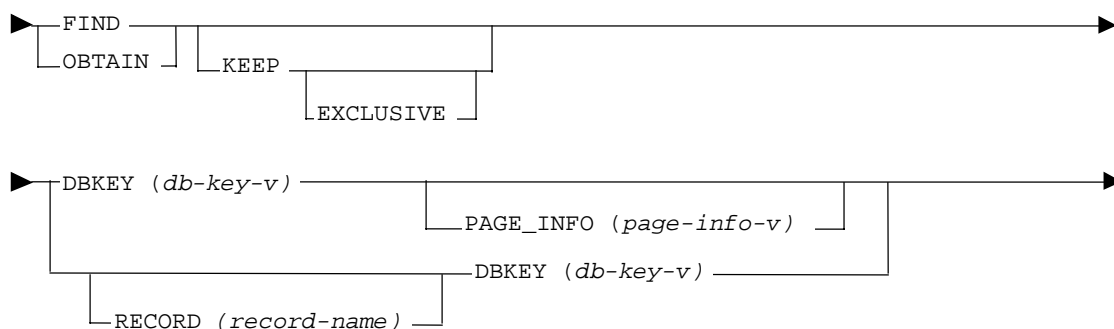 FIND
OBTAIN
KEEP
EXCLUSIVE
DBKEY (db-key-v)
PAGE_INFO (page-info-v)
DBKEY (db-key-v)
RECORD (record-name)